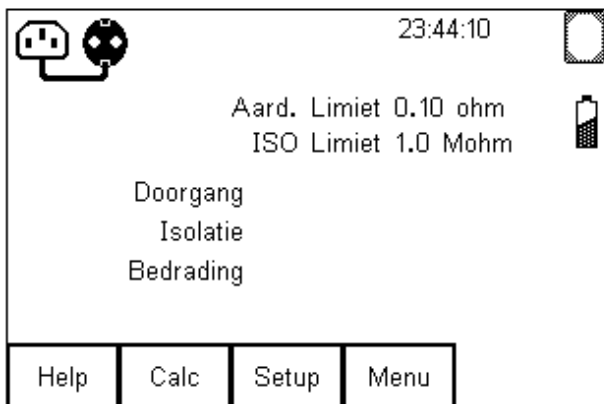 23:44:10
Aard. Limiet 0.10 ohm
ISO Limiet 1.0 Mohm
Doorgang
Isolatie
Bedrading
Help Calc Setup Menu